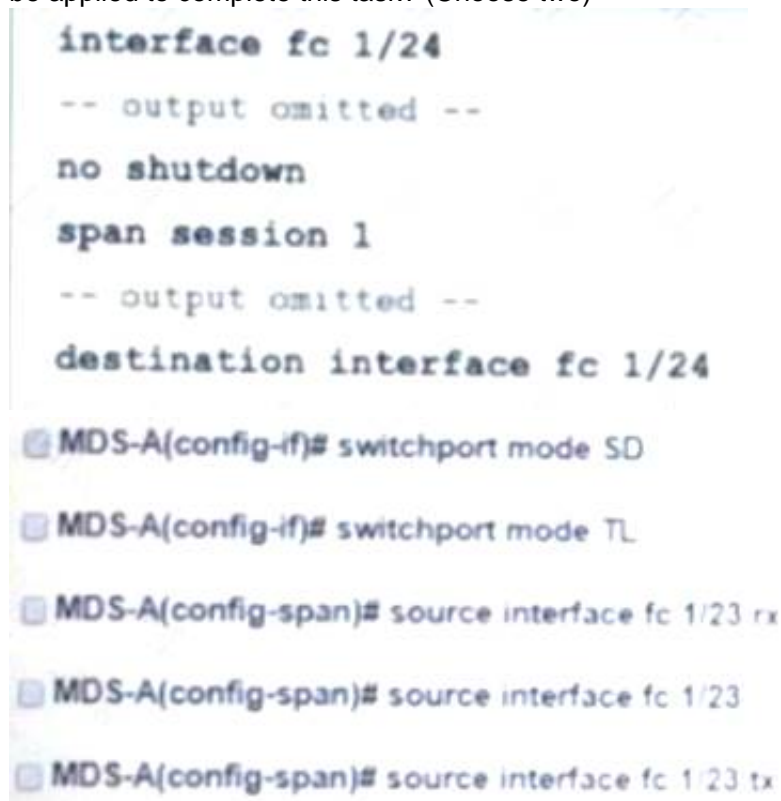 be applied to complete this task? (Choose two)
interface fc 1/24
-- output omitted --
no shutdown
span session 1
-- output omitted --
destination interface fc 1/24
MDS-A(config-if)# switchport mode SD
MDS-A(config-if)# switchport mode TL
MDS-A(config-span)# source interface fc 1/23 rx
MDS-A(config-span)# source interface fc 1/23
MDS-A(config-span)# source interface fc 1/23 tx